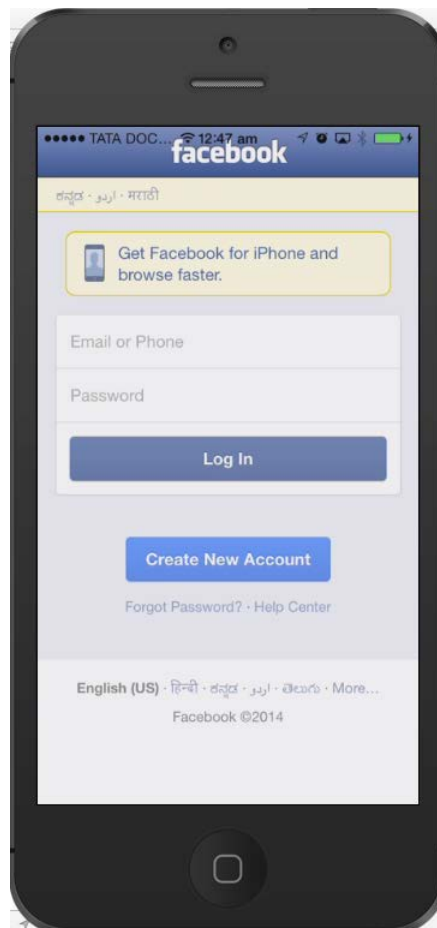 TATA DOC... 12:47 am
facebook
ಕನ್ನಡ · اردو · मराठी
Get Facebook for iPhone and
browse faster.
Email or Phone
Password
Log In
Create New Account
Forgot Password? · Help Center
English (US) · हिन्दी · ಕನ್ನಡ · اردو · తెలుగు · More...
Facebook ©2014